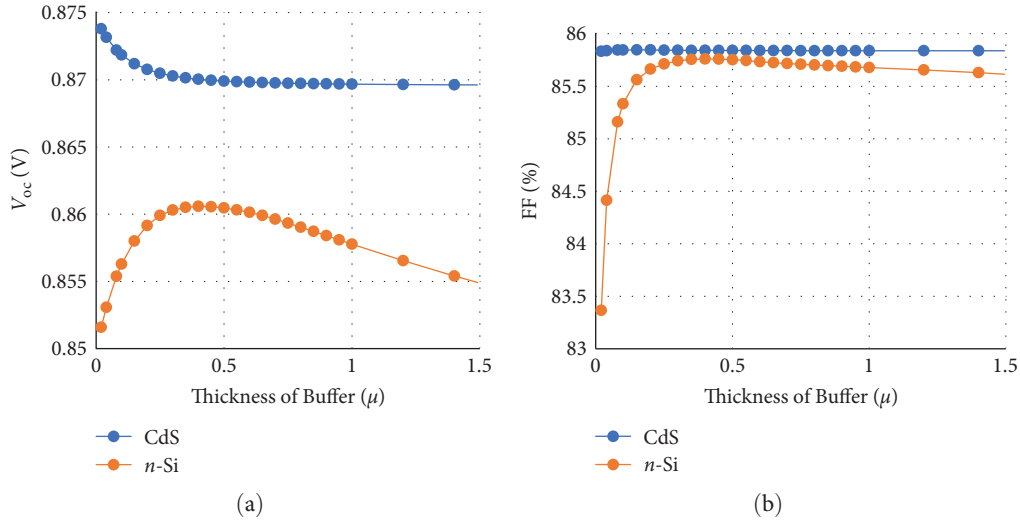 0.875
0.87
0.865
0.86
0.855
0.85
V_oc (V)
0 0.5 1 1.5
Thickness of Buffer (μ)
CdS
n-Si
(a)
86
85.5
85
84.5
84
83.5
83
FF (%)
0 0.5 1 1.5
Thickness of Buffer (μ)
CdS
n-Si
(b)